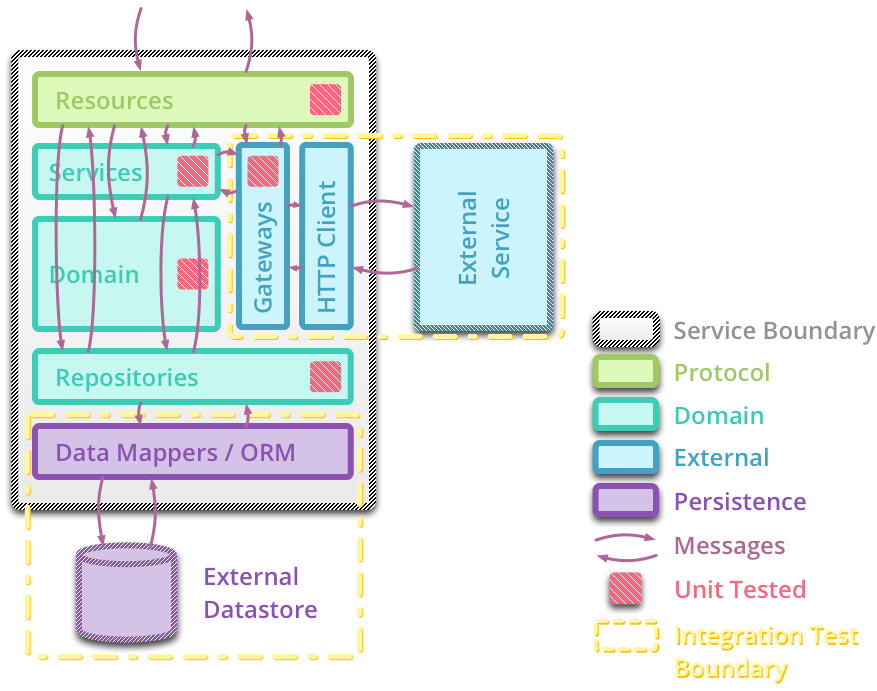 Resources
Services
Domain
Gateways
HTTP Client
External
Service
Repositories
Data Mappers / ORM
External
Datastore
Service Boundary
Protocol
Domain
External
Persistence
Messages
Unit Tested
Integration Test
Boundary